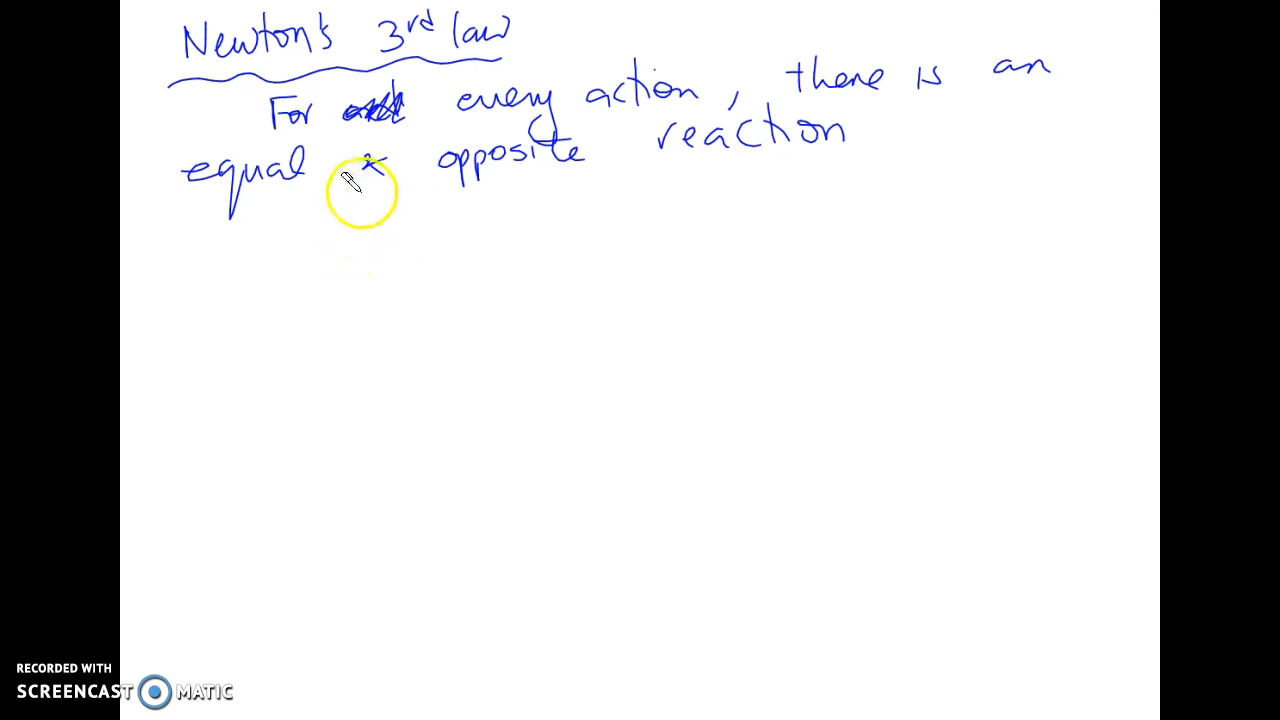 Newton's 3rd law
For every action, there is an
equal & opposite reaction
RECORDED WITH
SCREENCAST MATIC